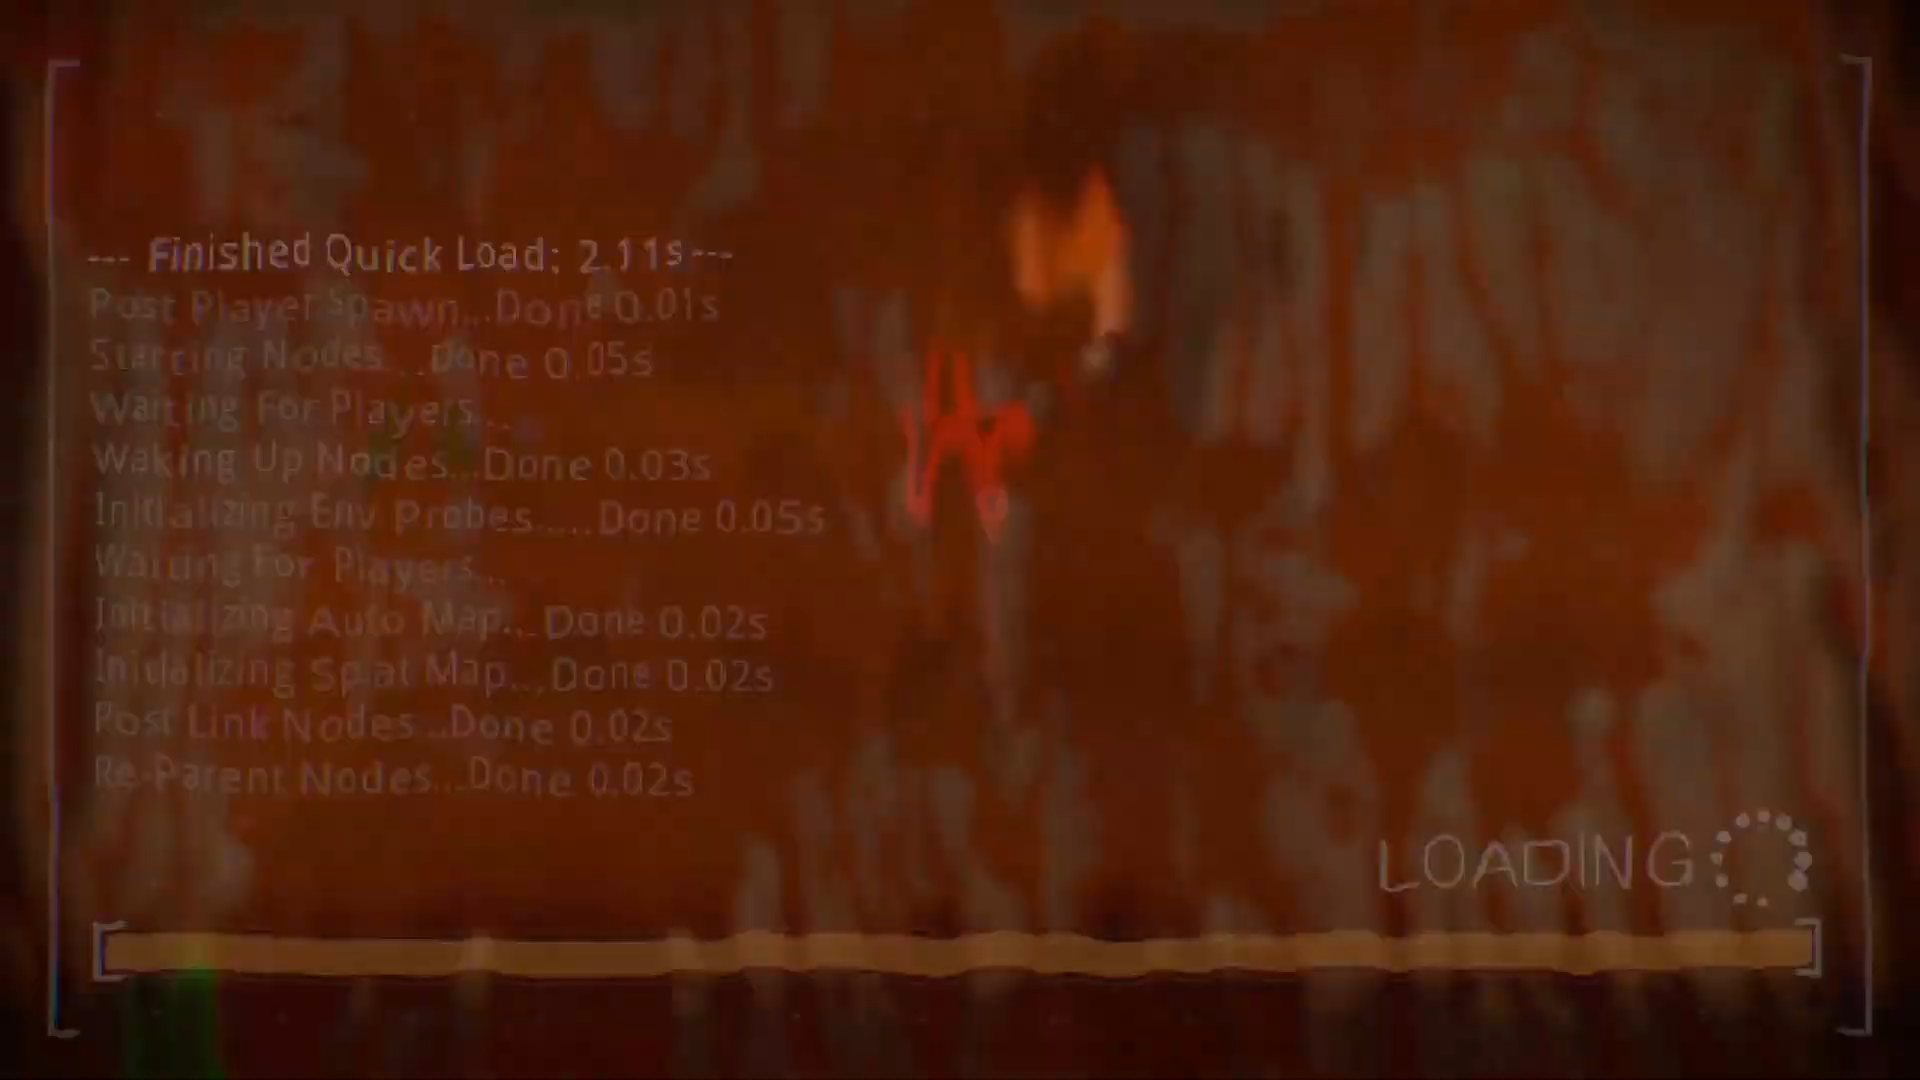 --- Finished Quick Load: 2.11s---
Post Player Spawn...Done 0.01s
Starting Nodes...Done 0.05s
Waiting For Players...
Waking Up Nodes...Done 0.03s
Initializing Env Probes......Done 0.05s
Waiting For Players...
Initializing Auto Map...Done 0.02s
Initializing Splat Map...Done 0.02s
Post Link Nodes...Done 0.02s
Re-Parent Nodes...Done 0.02s
LOADING